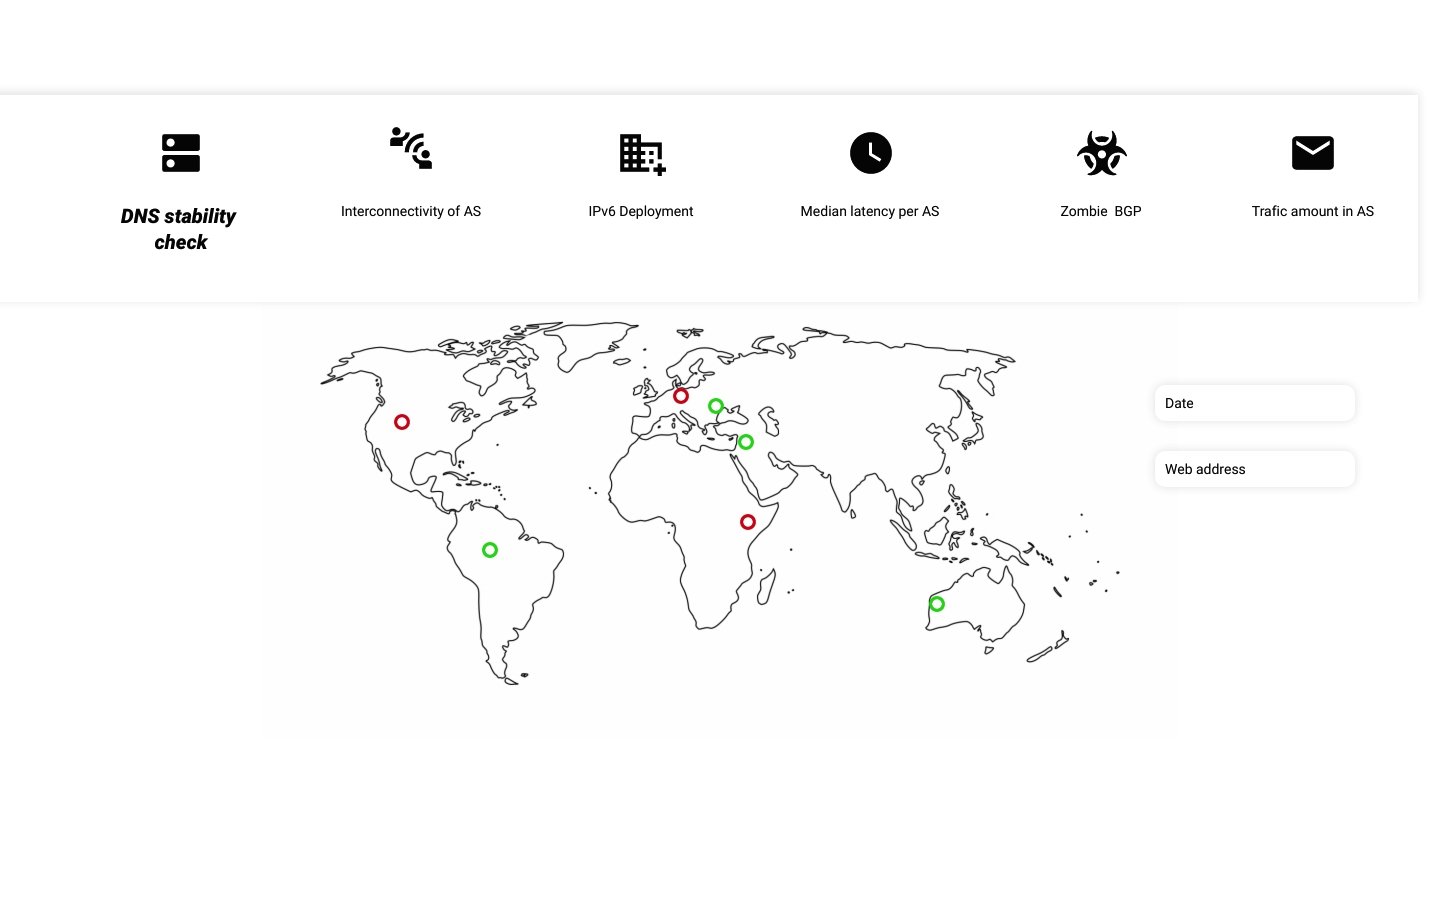 DNS stability
check
Interconnectivity of AS
IPv6 Deployment
Median latency per AS
Zombie  BGP
Trafic amount in AS
Date
Web address